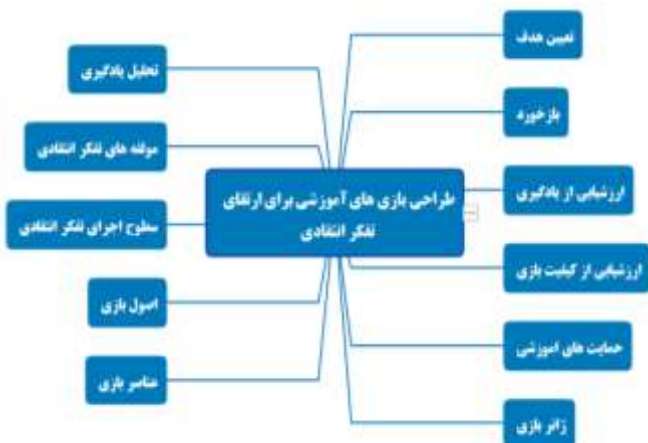 تعیین هدف
بازخورد
ارزشیابی از یادگیری
ارزشیابی از کیفیت بازی
حمایت های اموزشی
ژانر بازی
طراحی بازی های آموزشی برای ارتقای
تفکر انتقادی
تحلیل یادگیری
مولفه های تفکر انتقادی
سطوح اجرای تفکر انتقادی
اصول بازی
عناصر بازی